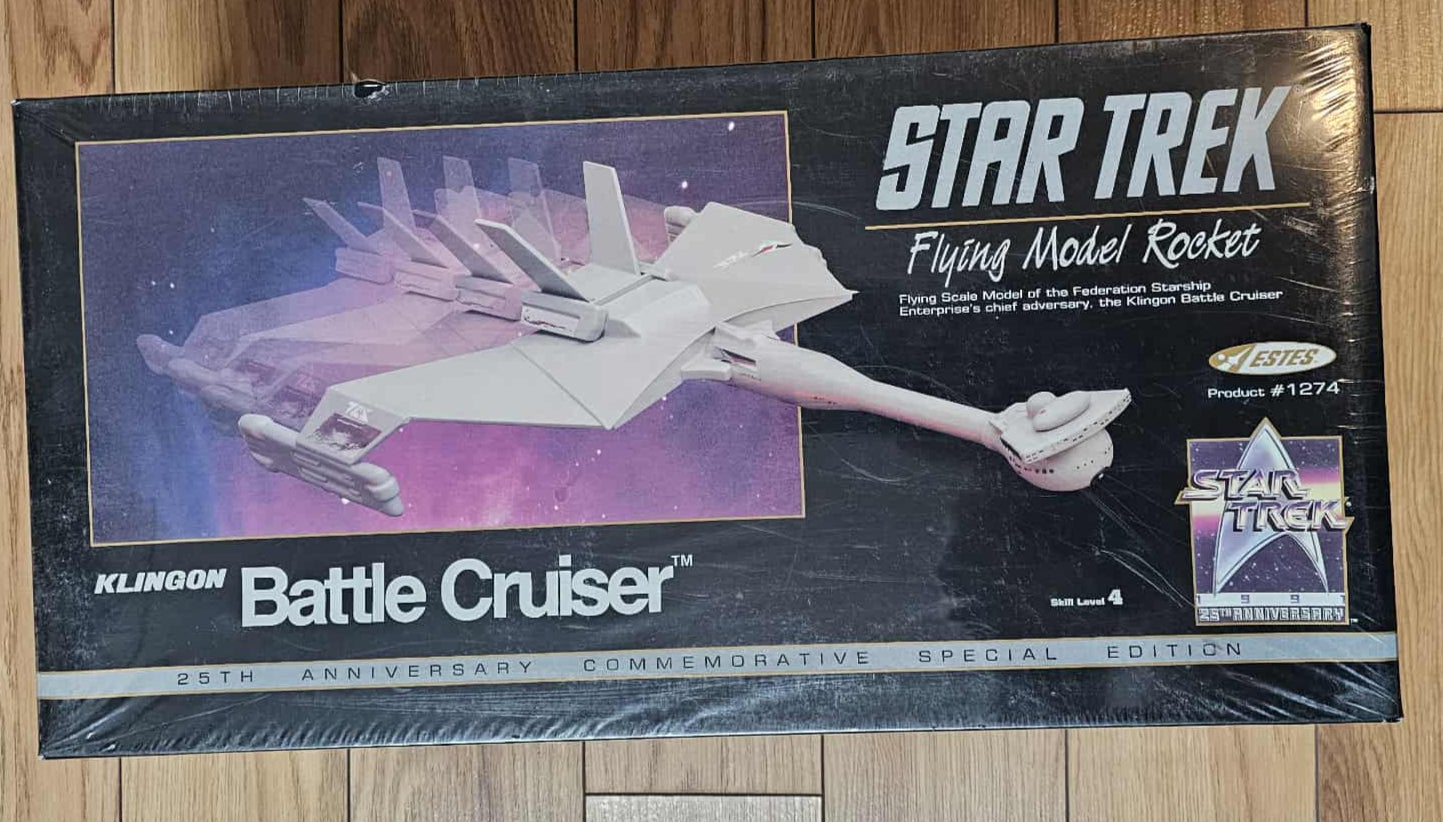 STAR TREK
Flying Model Rocket
Flying Scale Model of the Federation Starship
Enterprise's chief adversary, the Klingon Battle Cruiser
ESTES
Product #1274
STAR
TREK
1991
25TH ANNIVERSARY
KLINGON Battle Cruiser™
Skill Level 4
25TH ANNIVERSARY COMMEMORATIVE SPECIAL EDITION